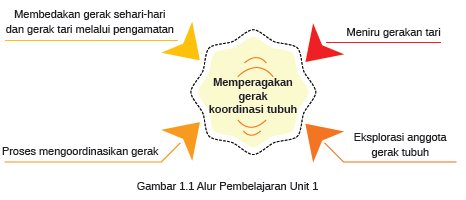 Membedakan gerak sehari-hari
dan gerak tari melalui pengamatan
Meniru gerakan tari
Memperagakan
gerak
koordinasi tubuh
Proses mengoordinasikan gerak
Eksplorasi anggota
gerak tubuh
Gambar 1.1 Alur Pembelajaran Unit 1